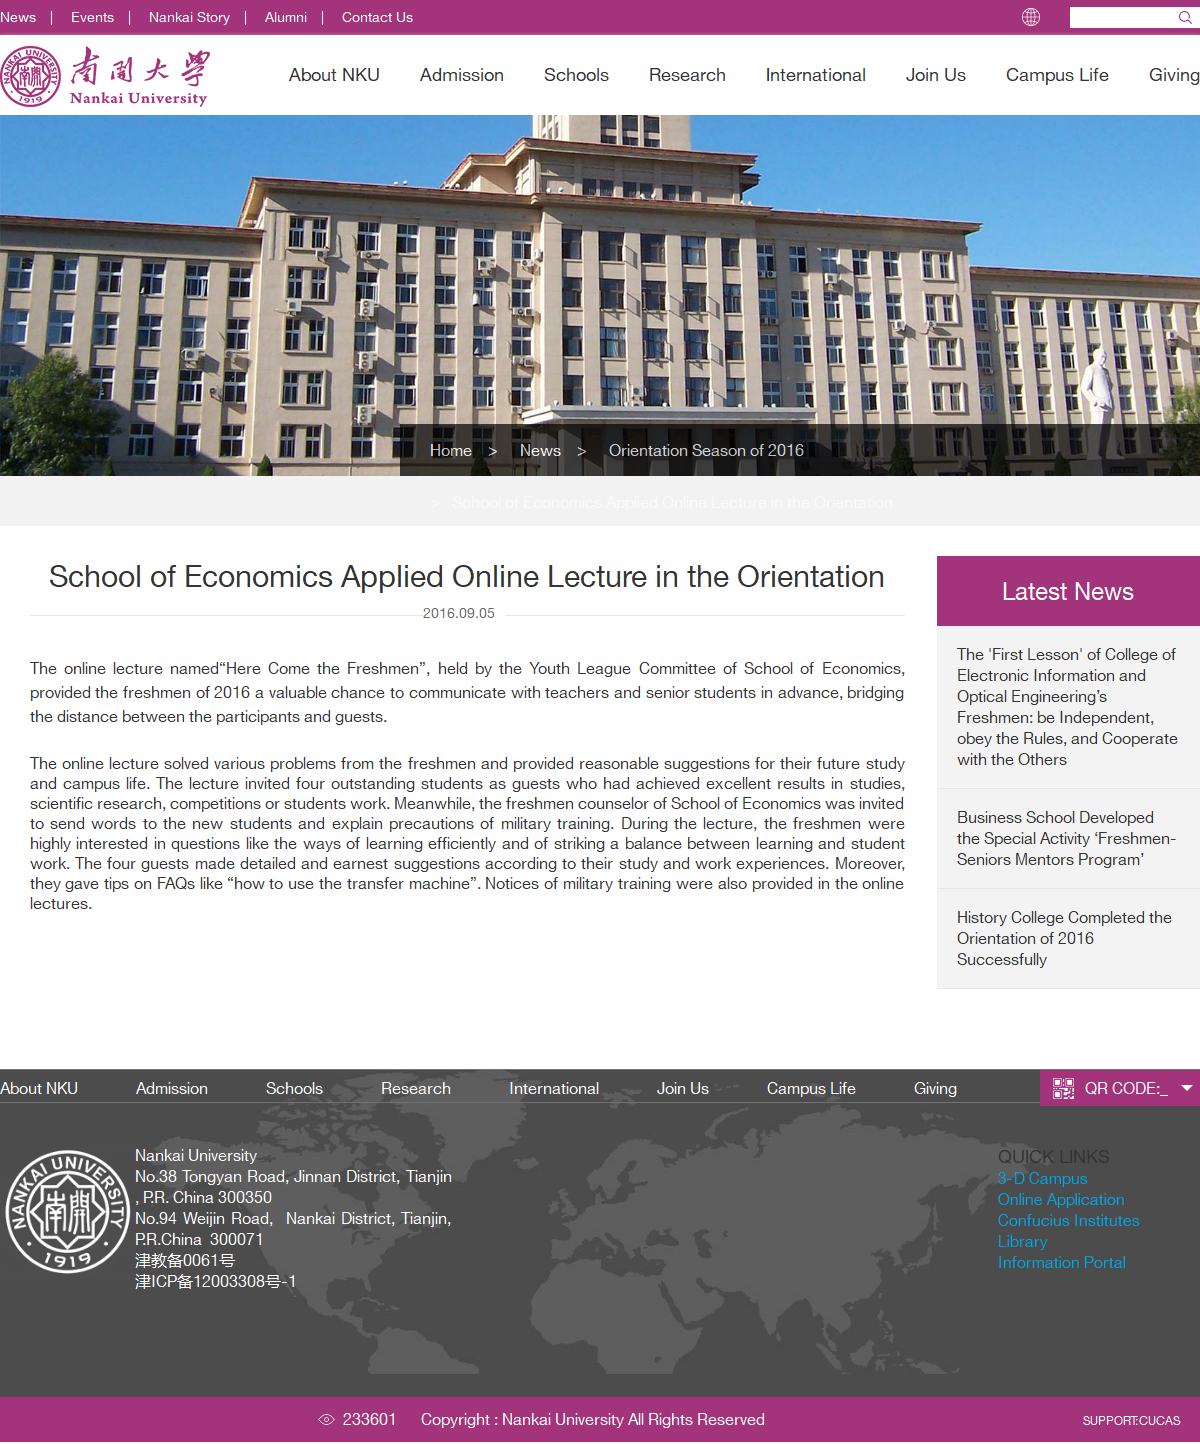 News | Events | Nankai Story | Alumni | Contact Us
NANKAI UNIVERSITY
1919
南開大學
Nankai University
About NKU Admission Schools Research International Join Us Campus Life Giving
Home > News > Orientation Season of 2016
> School of Economics Applied Online Lecture in the Orientation
School of Economics Applied Online Lecture in the Orientation
2016.09.05
The online lecture named“Here Come the Freshmen”, held by the Youth League Committee of School of Economics,
provided the freshmen of 2016 a valuable chance to communicate with teachers and senior students in advance, bridging
the distance between the participants and guests.
The online lecture solved various problems from the freshmen and provided reasonable suggestions for their future study
and campus life. The lecture invited four outstanding students as guests who had achieved excellent results in studies,
scientific research, competitions or students work. Meanwhile, the freshmen counselor of School of Economics was invited
to send words to the new students and explain precautions of military training. During the lecture, the freshmen were
highly interested in questions like the ways of learning efficiently and of striking a balance between learning and student
work. The four guests made detailed and earnest suggestions according to their study and work experiences. Moreover,
they gave tips on FAQs like “how to use the transfer machine”. Notices of military training were also provided in the online
lectures.
Latest News
The 'First Lesson' of College of
Electronic Information and
Optical Engineering’s
Freshmen: be Independent,
obey the Rules, and Cooperate
with the Others
Business School Developed
the Special Activity ‘Freshmen-
Seniors Mentors Program’
History College Completed the
Orientation of 2016
Successfully
About NKU Admission Schools Research International Join Us Campus Life Giving QR CODE:_
NANKAI UNIVERSITY
1919
Nankai University
No.38 Tongyan Road, Jinnan District, Tianjin
, P.R. China 300350
No.94 Weijin Road, Nankai District, Tianjin,
P.R.China 300071
津教备0061号
津ICP备12003308号-1
QUICK LINKS
3-D Campus
Online Application
Confucius Institutes
Library
Information Portal
233601 Copyright : Nankai University All Rights Reserved SUPPORT:CUCAS